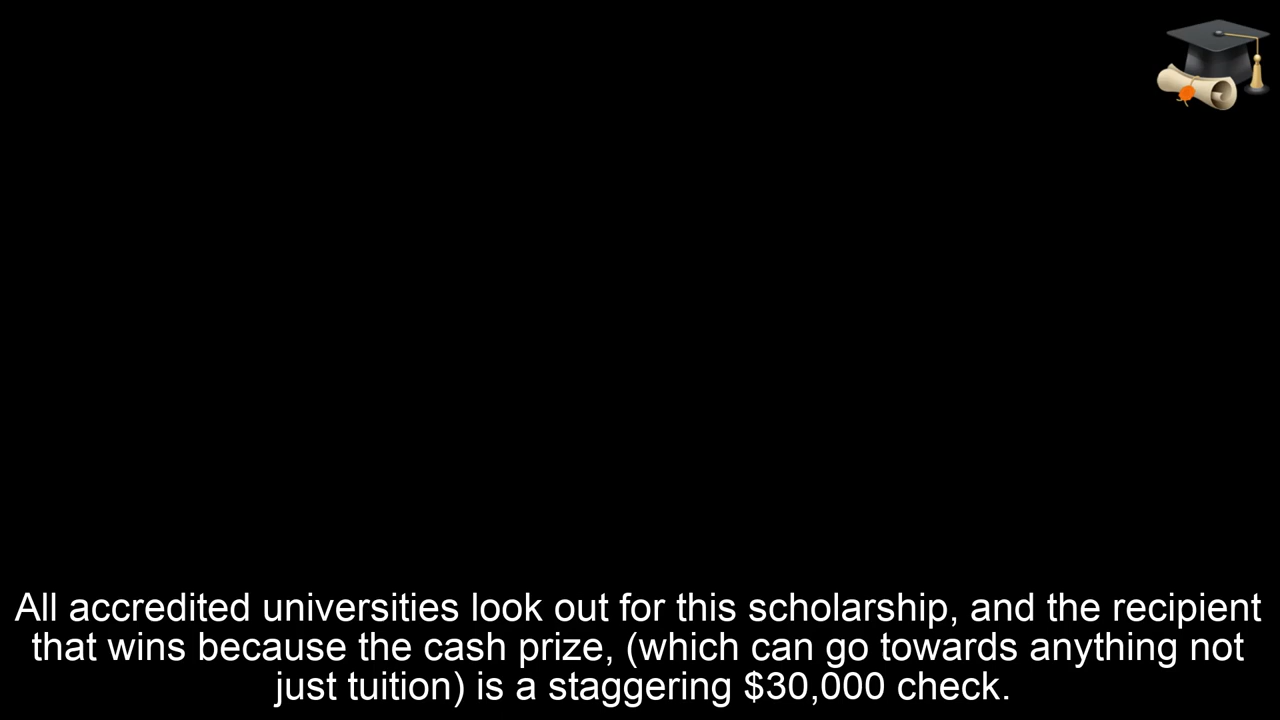 All accredited universities look out for this scholarship, and the recipient
that wins because the cash prize, (which can go towards anything not
just tuition) is a staggering $30,000 check.